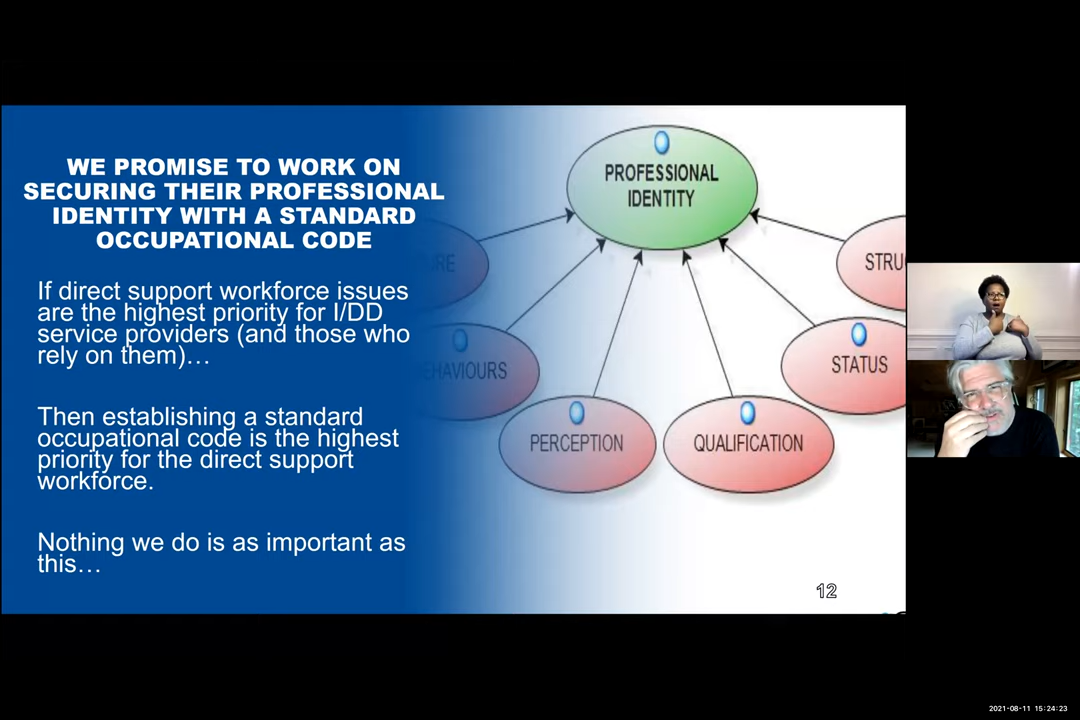 WE PROMISE TO WORK ON
SECURING THEIR PROFESSIONAL
IDENTITY WITH A STANDARD
OCCUPATIONAL CODE
If direct support workforce issues
are the highest priority for I/DD
service providers (and those who
rely on them)…
Then establishing a standard
occupational code is the highest
priority for the direct support
workforce.
Nothing we do is as important as
this…
PROFESSIONAL
IDENTITY
STATUS
PERCEPTION
QUALIFICATION
12
2021-08-11 15:24:23